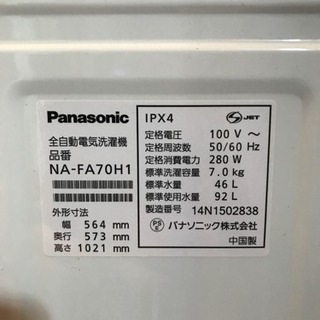 Panasonic
全自動電気洗濯機
品番
NA-FA70H1
外形寸法
幅 564 mm
奥行 573 mm
高さ 1021 mm
IPX4
S JET
定格電圧 100 V ～
定格周波数 50/60 Hz
定格消費電力 280 W
標準洗濯容量 7.0 kg
標準水量 46 L
標準使用水量 92 L
製造番号 14N1502838
PS E パナソニック株式会社
中国製